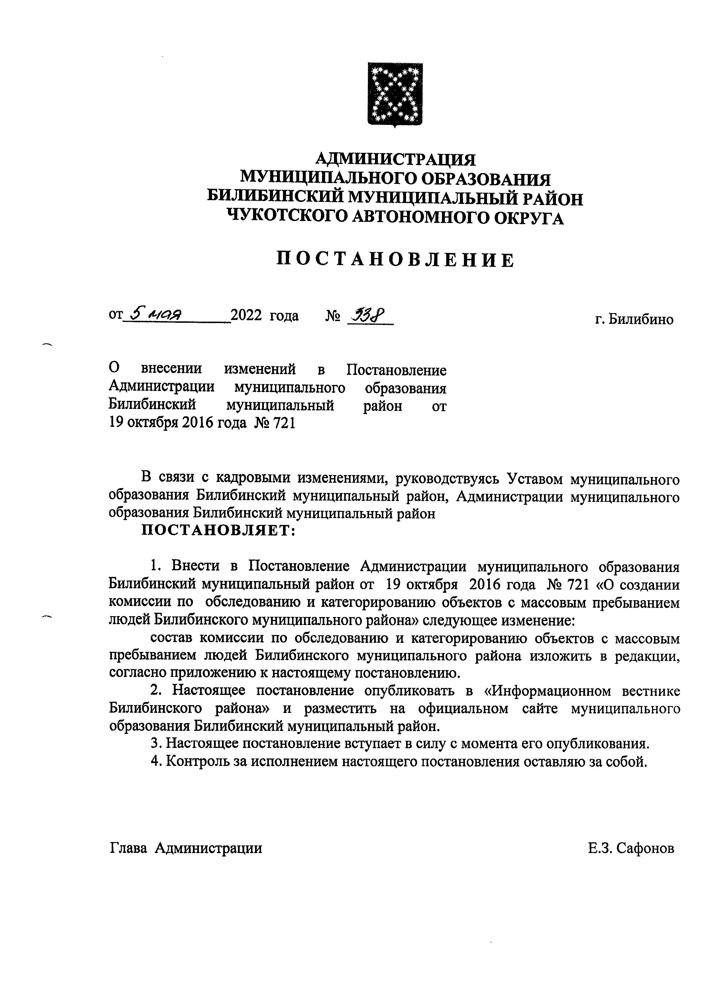 АДМИНИСТРАЦИЯ
МУНИЦИПАЛЬНОГО ОБРАЗОВАНИЯ
БИЛИБИНСКИЙ МУНИЦИПАЛЬНЫЙ РАЙОН
ЧУКОТСКОГО АВТОНОМНОГО ОКРУГА
П О С Т А Н О В Л Е Н И Е
от 5 мая 2022 года № 338 г. Билибино
О внесении изменений в Постановление
Администрации муниципального образования
Билибинский муниципальный район от
19 октября 2016 года № 721
В связи с кадровыми изменениями, руководствуясь Уставом муниципального
образования Билибинский муниципальный район, Администрации муниципального
образования Билибинский муниципальный район
ПОСТАНОВЛЯЕТ:
1. Внести в Постановление Администрации муниципального образования
Билибинский муниципальный район от 19 октября 2016 года № 721 «О создании
комиссии по обследованию и категорированию объектов с массовым пребыванием
людей Билибинского муниципального района» следующее изменение:
состав комиссии по обследованию и категорированию объектов с массовым
пребыванием людей Билибинского муниципального района изложить в редакции,
согласно приложению к настоящему постановлению.
2. Настоящее постановление опубликовать в «Информационном вестнике
Билибинского района» и разместить на официальном сайте муниципального
образования Билибинский муниципальный район.
3. Настоящее постановление вступает в силу с момента его опубликования.
4. Контроль за исполнением настоящего постановления оставляю за собой.
Глава Администрации Е.З. Сафонов